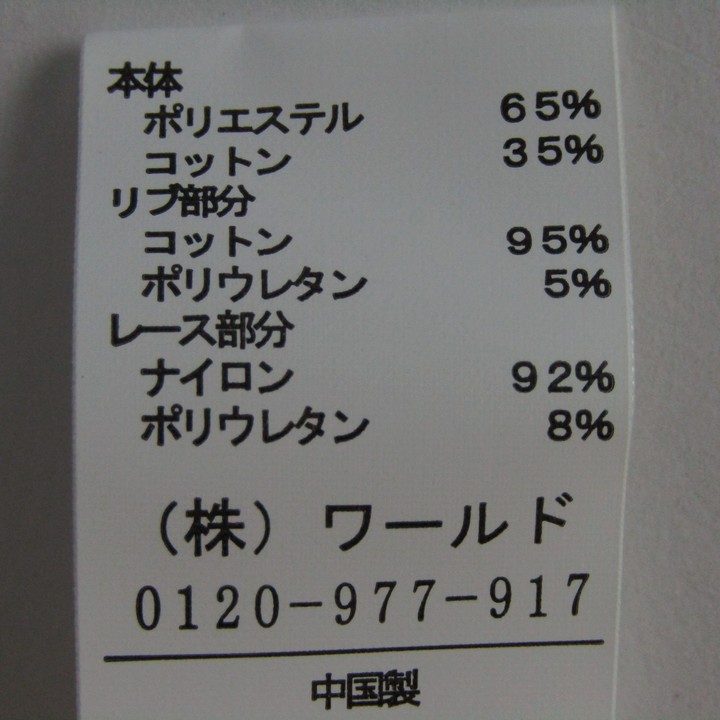 本体
ポリエステル 65%
コットン 35%
リブ部分
コットン 95%
ポリウレタン 5%
レース部分
ナイロン 92%
ポリウレタン 8%
（株）ワールド
0120-977-917
中国製